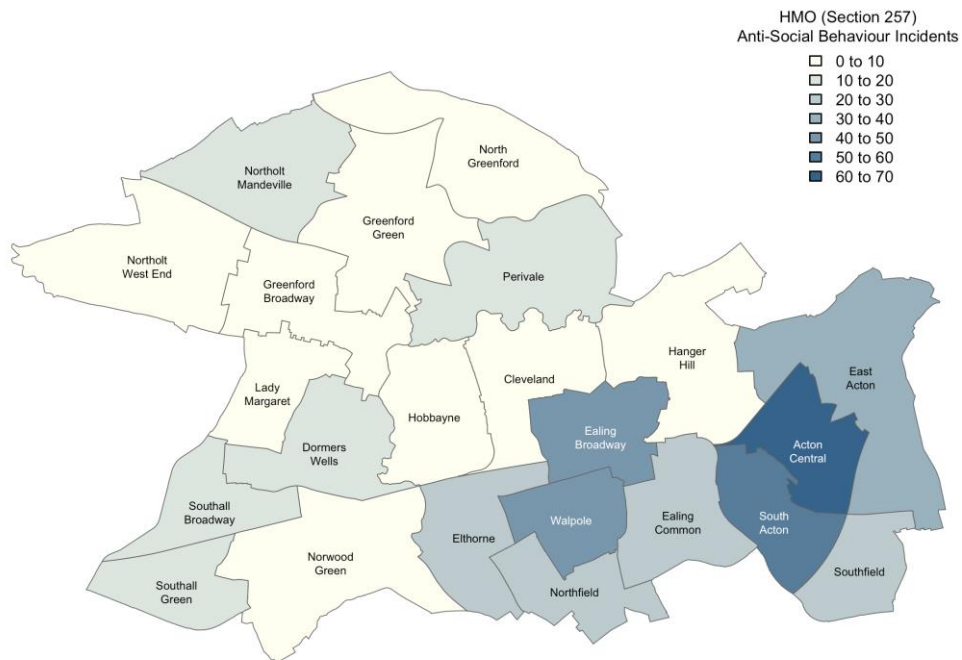 HMO (Section 257)
Anti-Social Behaviour Incidents
0 to 10
10 to 20
20 to 30
30 to 40
40 to 50
50 to 60
60 to 70
North
Greenford
Northolt
Mandeville
Greenford
Green
Northolt
West End
Greenford
Broadway
Perivale
Hanger
Hill
East
Acton
Lady
Margaret
Cleveland
Hobbayne
Ealing
Broadway
Dormers
Wells
Acton
Central
Southall
Broadway
Walpole
Ealing
Common
South
Acton
Elthorne
Norwood
Green
Southfield
Southall
Green
Northfield